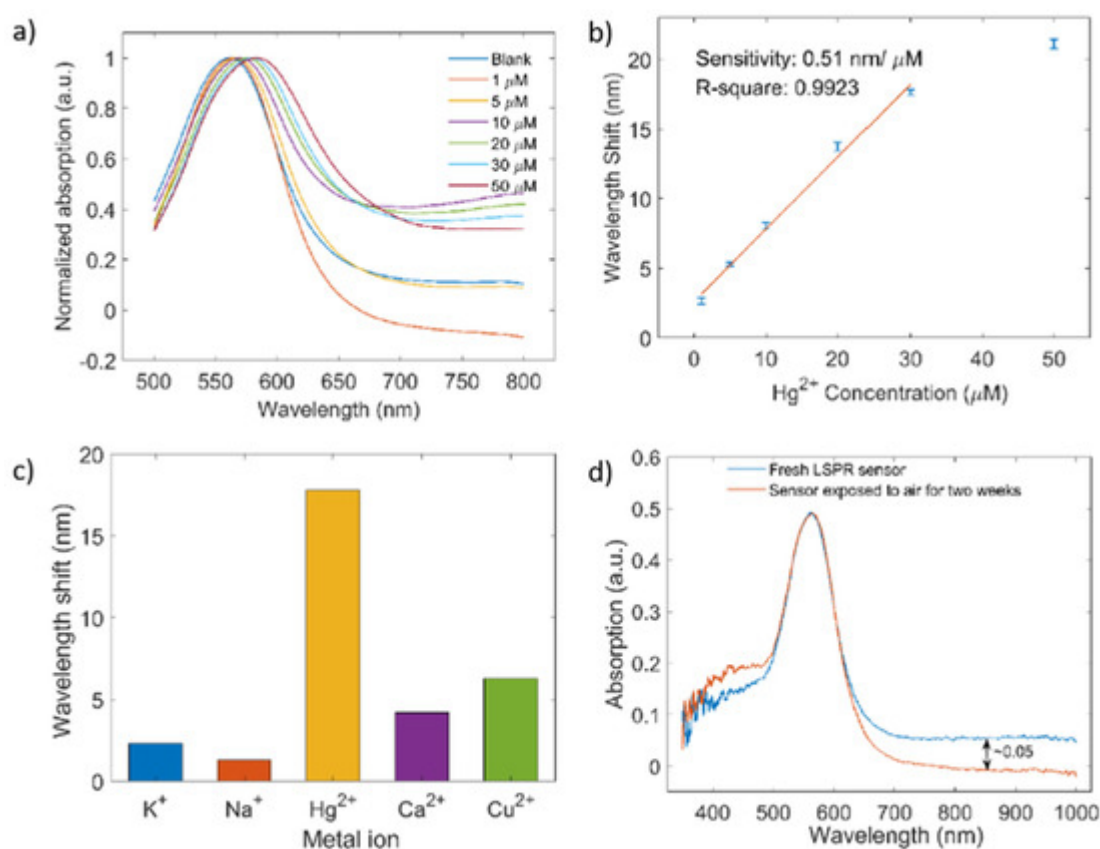 a)
Normalized absorption (a.u.)
1
0.8
0.6
0.4
0.2
0
-0.2
500 550 600 650 700 750 800
Wavelength (nm)
Blank
1 μM
5 μM
10 μM
20 μM
30 μM
50 μM
b)
Wavelength Shift (nm)
20
15
10
5
0
0 10 20 30 40 50
Hg²⁺ Concentration (μM)
Sensitivity: 0.51 nm/ μM
R-square: 0.9923
c)
Wavelength shift (nm)
20
15
10
5
0
K⁺ Na⁺ Hg²⁺ Ca²⁺ Cu²⁺
Metal ion
d)
Absorption (a.u.)
0.6
0.5
0.4
0.3
0.2
0.1
0
400 500 600 700 800 900 1000
Wavelength (nm)
Fresh LSPR sensor
Sensor exposed to air for two weeks
~0.05